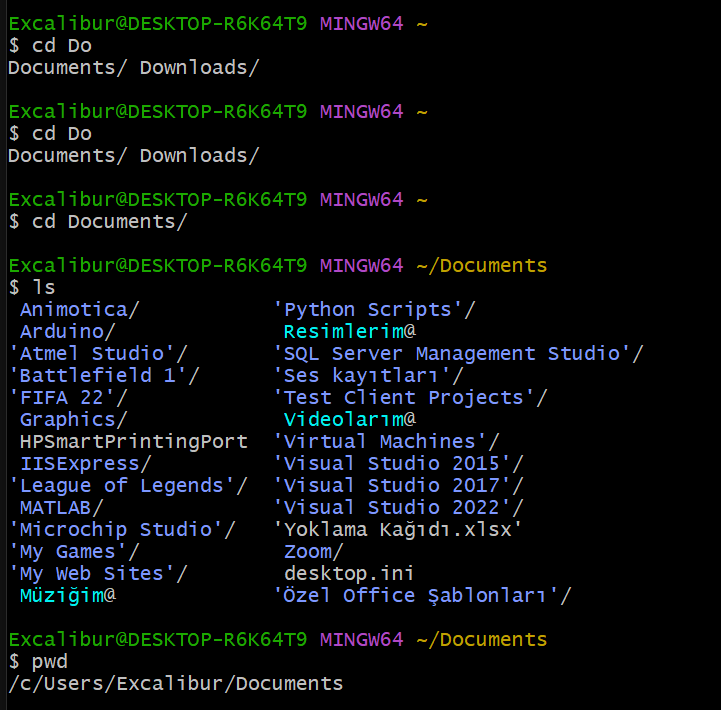 Excalibur@DESKTOP-R6K64T9 MINGW64 ~
$ cd Do
Documents/ Downloads/
Excalibur@DESKTOP-R6K64T9 MINGW64 ~
$ cd Do
Documents/ Downloads/
Excalibur@DESKTOP-R6K64T9 MINGW64 ~
$ cd Documents/
Excalibur@DESKTOP-R6K64T9 MINGW64 ~/Documents
$ ls
 Animotica/           'Python Scripts'/
 Arduino/              Resimlerim@
'Atmel Studio'/       'SQL Server Management Studio'/
'Battlefield 1'/      'Ses kayıtları'/
'FIFA 22'/            'Test Client Projects'/
 Graphics/             Videolarım@
 HPSmartPrintingPort  'Virtual Machines'/
 IISExpress/          'Visual Studio 2015'/
'League of Legends'/  'Visual Studio 2017'/
 MATLAB/              'Visual Studio 2022'/
'Microchip Studio'/   'Yoklama Kağıdı.xlsx'
'My Games'/            Zoom/
'My Web Sites'/        desktop.ini
 Müziğim@             'Özel Office Şablonları'/
Excalibur@DESKTOP-R6K64T9 MINGW64 ~/Documents
$ pwd
/c/Users/Excalibur/Documents